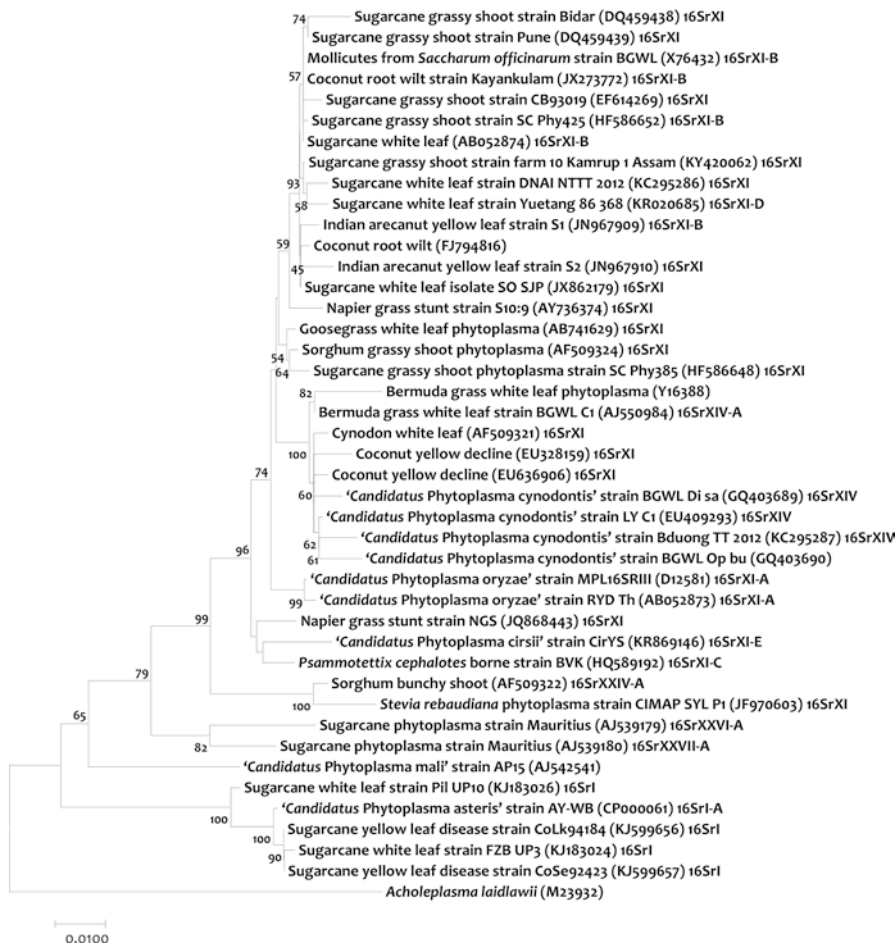 74
Sugarcane grassy shoot strain Bidar (DQ459438) 16SrXI
Sugarcane grassy shoot strain Pune (DQ459439) 16SrXI
Mollicutes from Saccharum officinarum strain BGWL (X76432) 16SrXI-B
57
Coconut root wilt strain Kayankulam (JX273772) 16SrXI-B
Sugarcane grassy shoot strain CB93019 (EF614269) 16SrXI
Sugarcane grassy shoot strain SC Phy425 (HF586652) 16SrXI-B
Sugarcane white leaf (AB052874) 16SrXI-B
Sugarcane grassy shoot strain farm 10 Kamrup 1 Assam (KY420062) 16SrXI
93
Sugarcane white leaf strain DNAI NTTT 2012 (KC295286) 16SrXI
58
Sugarcane white leaf strain Yuetang 86 368 (KR020685) 16SrXI-D
Indian arecanut yellow leaf strain S1 (JN967909) 16SrXI-B
59
Coconut root wilt (FJ794816)
45
Indian arecanut yellow leaf strain S2 (JN967910) 16SrXI
Sugarcane white leaf isolate SO SJP (JX862179) 16SrXI
Napier grass stunt strain S10:9 (AY736374) 16SrXI
Goosegrass white leaf phytoplasma (AB741629) 16SrXI
54
Sorghum grassy shoot phytoplasma (AF509324) 16SrXI
64
Sugarcane grassy shoot phytoplasma strain SC Phy385 (HF586648) 16SrXI
82
Bermuda grass white leaf phytoplasma (Y16388)
Bermuda grass white leaf strain BGWL C1 (AJ550984) 16SrXIV-A
Cynodon white leaf (AF509321) 16SrXI
100
Coconut yellow decline (EU328159) 16SrXI
74
Coconut yellow decline (EU636906) 16SrXI
60
'Candidatus Phytoplasma cynodontis' strain BGWL Di sa (GQ403689) 16SrXIV
'Candidatus Phytoplasma cynodontis' strain LY C1 (EU409293) 16SrXIV
62
'Candidatus Phytoplasma cynodontis' strain Bduong TT 2012 (KC295287) 16SrXIV
96
61
'Candidatus Phytoplasma cynodontis' strain BGWL Op bu (GQ403690)
'Candidatus Phytoplasma oryzae' strain MPL16SRIII (D12581) 16SrXI-A
99
'Candidatus Phytoplasma oryzae' strain RYD Th (AB052873) 16SrXI-A
99
Napier grass stunt strain NGS (JQ868443) 16SrXI
'Candidatus Phytoplasma cirsii' strain CirYS (KR869146) 16SrXI-E
Psammotettix cephalotes borne strain BVK (HQ589192) 16SrXI-C
79
Sorghum bunchy shoot (AF509322) 16SrXXIV-A
100
Stevia rebaudiana phytoplasma strain CIMAP SYL P1 (JF970603) 16SrXI
65
Sugarcane phytoplasma strain Mauritius (AJ539179) 16SrXXVI-A
82
Sugarcane phytoplasma strain Mauritius (AJ539180) 16SrXXVII-A
'Candidatus Phytoplasma mali' strain AP15 (AJ542541)
Sugarcane white leaf strain Pil UP10 (KJ183026) 16SrI
100
'Candidatus Phytoplasma asteris' strain AY-WB (CP000061) 16SrI-A
100
Sugarcane yellow leaf disease strain CoLk94184 (KJ599656) 16SrI
90
Sugarcane white leaf strain FZB UP3 (KJ183024) 16SrI
Sugarcane yellow leaf disease strain CoSe92423 (KJ599657) 16SrI
Acholeplasma laidlawii (M23932)
0.0100